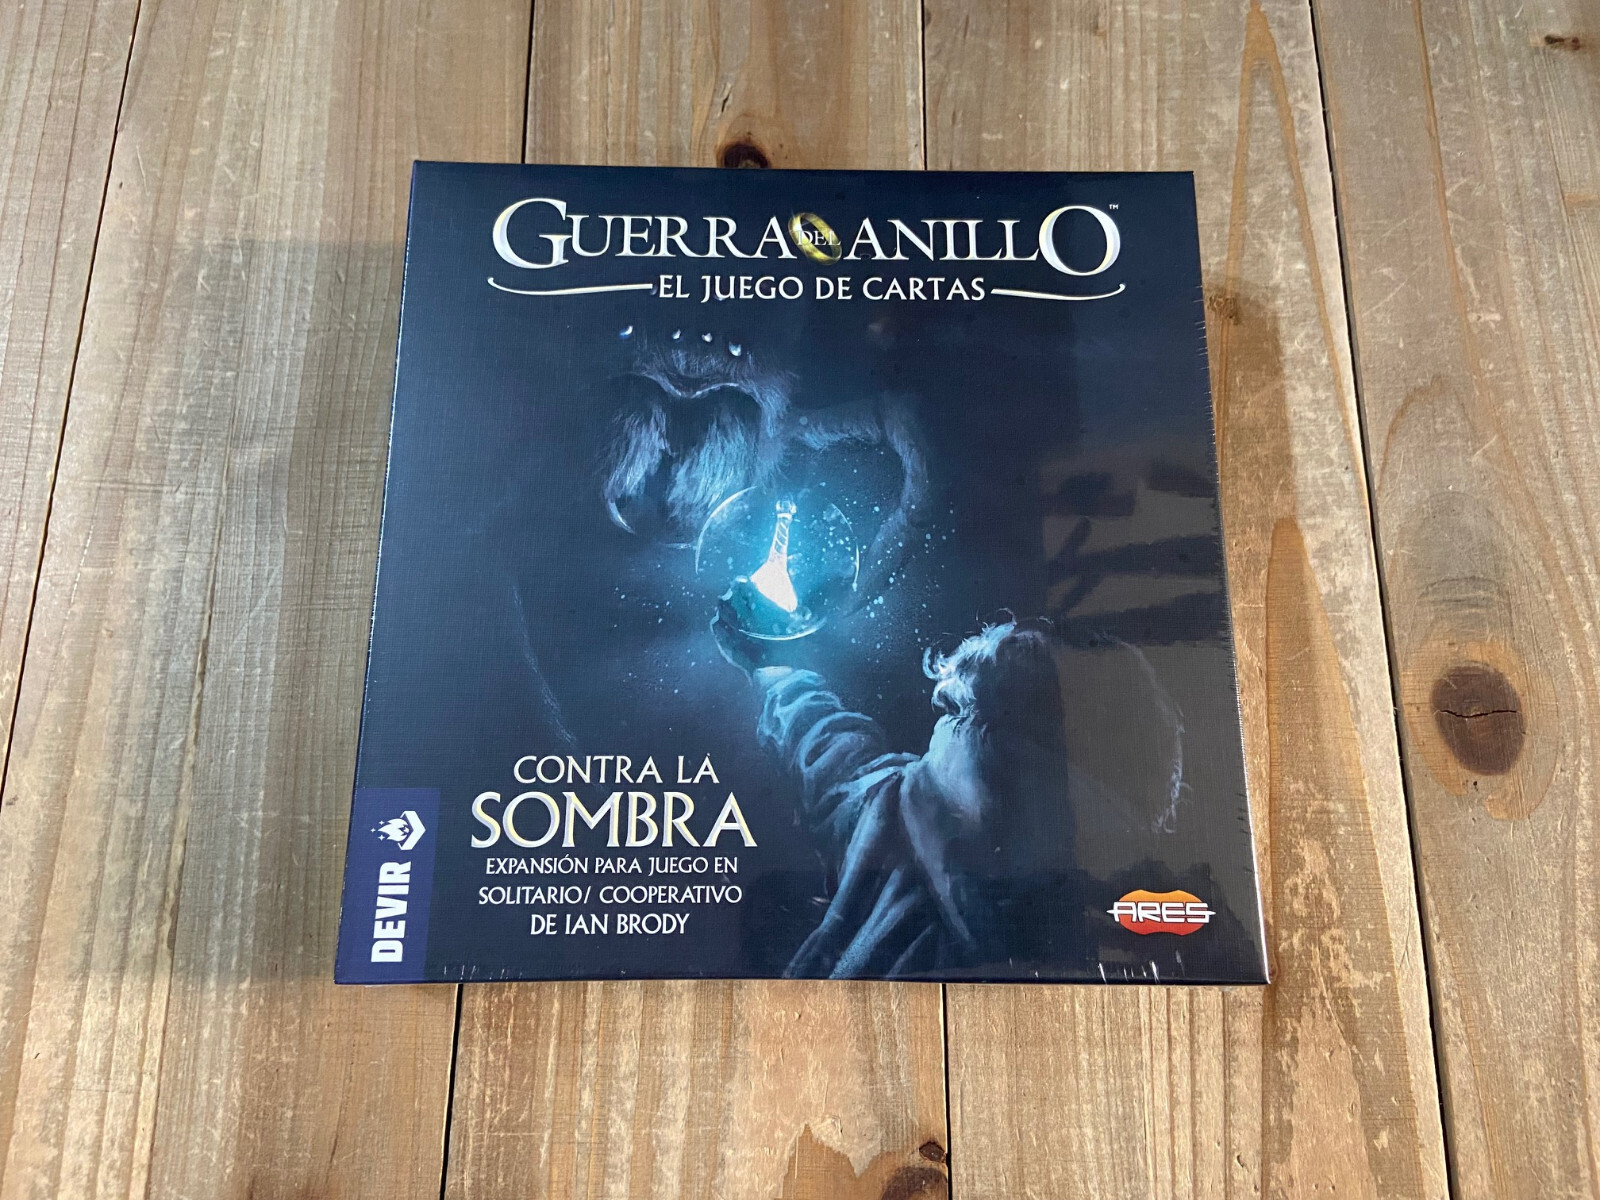 GUERRA DEL ANILLO™
EL JUEGO DE CARTAS
CONTRA LA
SOMBRA
EXPANSIÓN PARA JUEGO EN
SOLITARIO/ COOPERATIVO
DE IAN BRODY
DEVIR
ARES